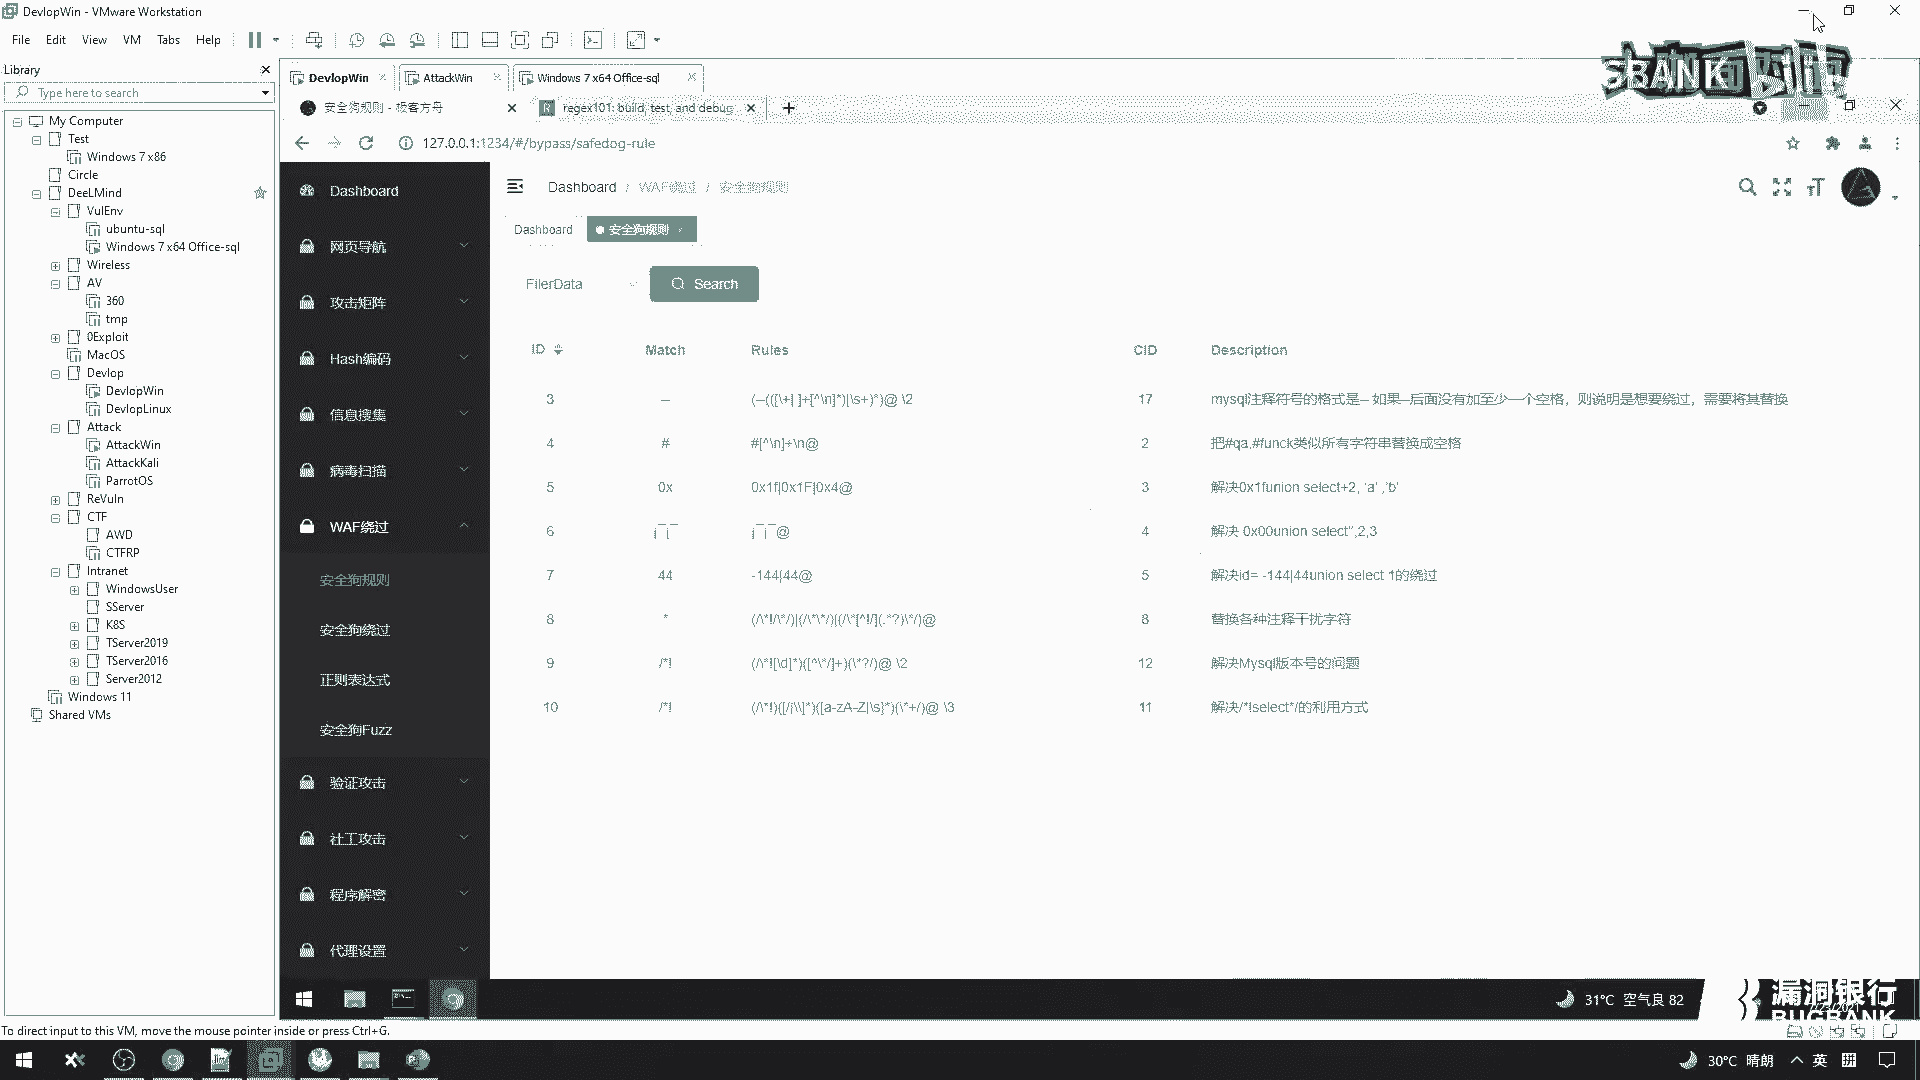 DevlopWin - VMware Workstation
File Edit View VM Tabs Help
Library
Type here to search
My Computer
Test
Windows 7 x86
Circle
DeeLMind
VulEnv
ubuntu-sql
Windows 7 x64 Office-sql
Wireless
AV
360
tmp
0Exploit
MacOS
Devlop
DevlopWin
DevlopLinux
Attack
AttackWin
AttackKali
ParrotOS
ReVuln
CTF
AWD
CTFRP
Intranet
WindowsUser
SServer
K8S
TServer2019
TServer2016
Server2012
Windows 11
Shared VMs
DevlopWin AttackWin Windows 7 x64 Office-sql
安全狗规则 - 极客方舟 regex101: build, test, and debug
127.0.0.1:1234/#/bypass/safedog-rule
Dashboard
网页导航
攻击矩阵
Hash编码
信息搜集
病毒扫描
WAF绕过
安全狗规则
安全狗绕过
正则表达式
安全狗Fuzz
验证攻击
社工攻击
程序解密
代理设置
Dashboard / WAF绕过 / 安全狗规则
Dashboard 安全狗规则
FilerData Search
ID Match Rules CID Description
3 -- (--(([\+| ]+[^\n]*)|\s+)*)@ \2 17 mysql注释符号的格式是-- 如果--后面没有加至少一个空格，则说明是想要绕过，需要将其替换
4 # #[^\n]+\n@ 2 把#qa,#funck类似所有字符串替换成空格
5 0x 0x1f|0x1F|0x4@ 3 解决0x1funion select+2, 'a' ,'b'
6 4 解决 0x00union select'',2,3
7 44 -144|44@ 5 解决id= -144|44union select 1的绕过
8 * (/\*!/\*/)|(/\*\*/)|(/\*[^!/](.*?)\*/)@ 8 替换各种注释干扰字符
9 /*! (/\*![\d]*)([^\*/]+)(\*?/)@ \2 12 解决Mysql版本号的问题
10 /*! 11 解决/*!select*/的利用方式
31°C 空气良 82
漏洞银行
BUGBANK
To direct input to this VM, move the mouse pointer inside or press Ctrl+G.
30°C 晴朗 英